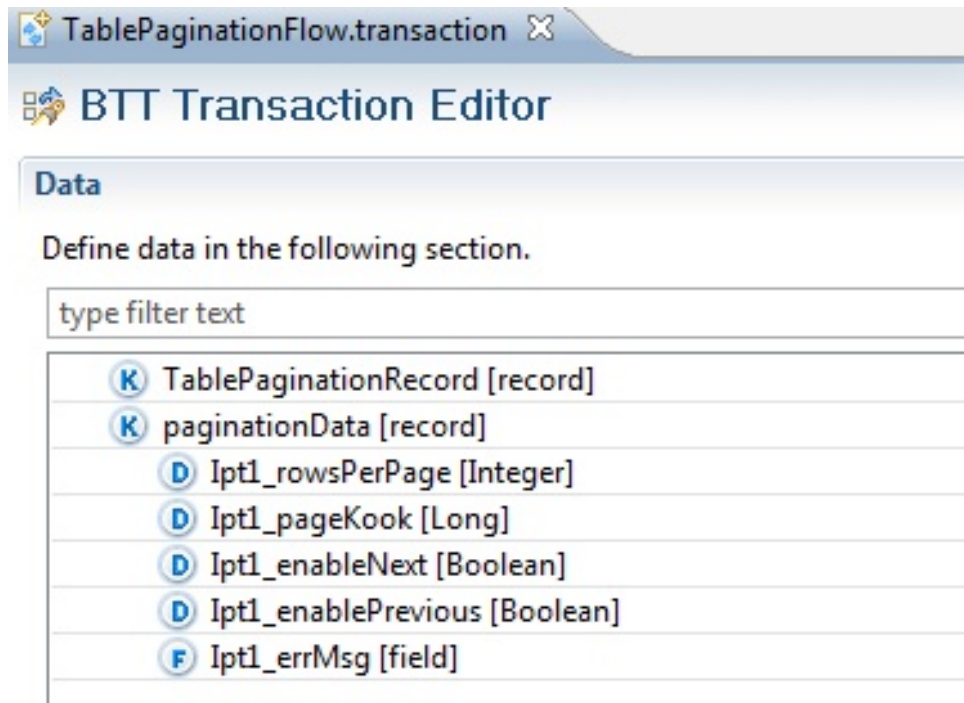 TablePaginationFlow.transaction
BTT Transaction Editor
Data
Define data in the following section.
type filter text
K TablePaginationRecord [record]
K paginationData [record]
D Ipt1_rowsPerPage [Integer]
D Ipt1_pageKook [Long]
D Ipt1_enableNext [Boolean]
D Ipt1_enablePrevious [Boolean]
F Ipt1_errMsg [field]